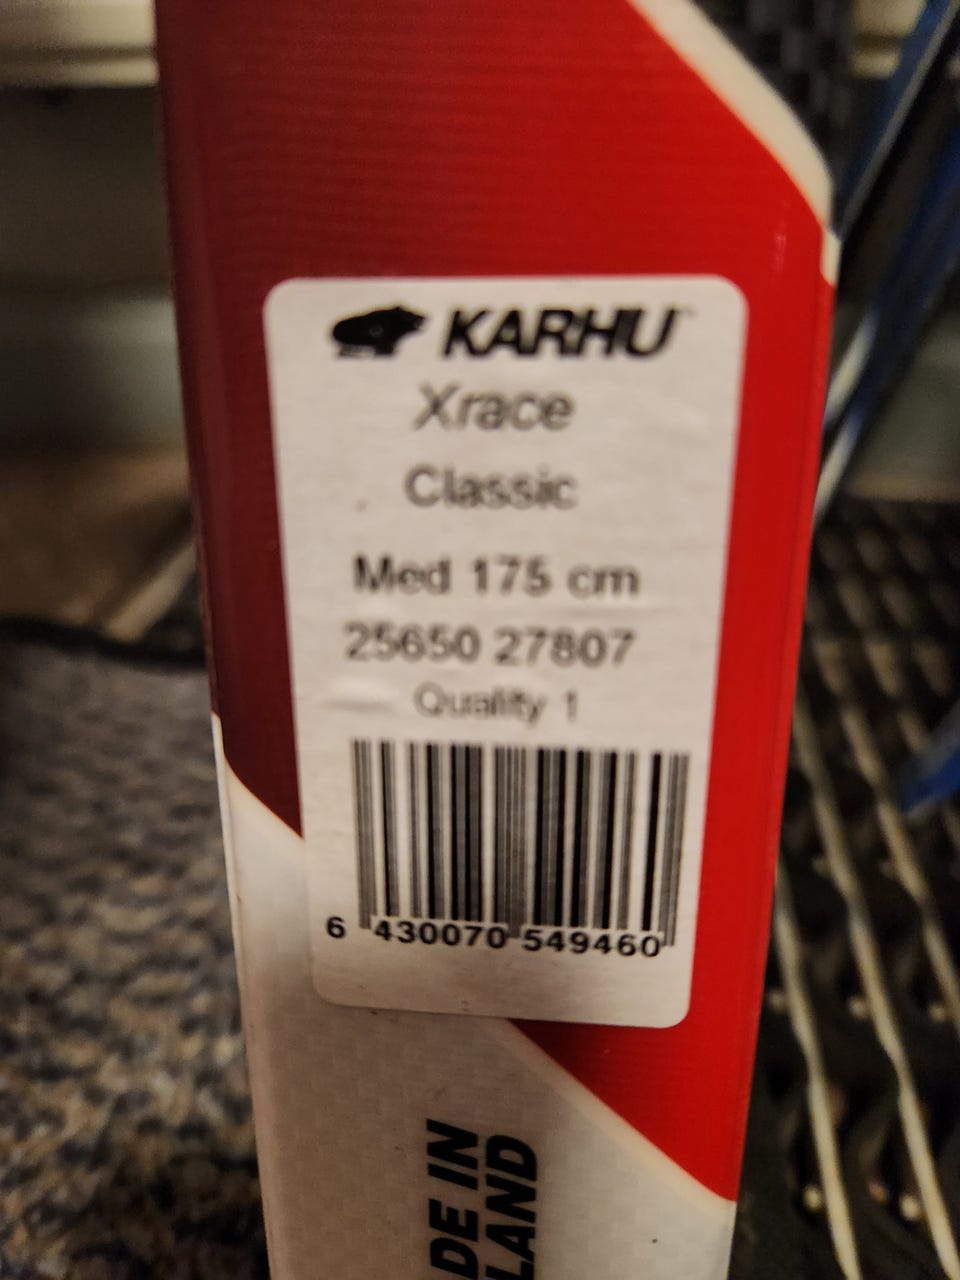 KARHU
Xrace
Classic
Med 175 cm
25650 27807
Quality 1
6 430070 549460
DE IN
LAND